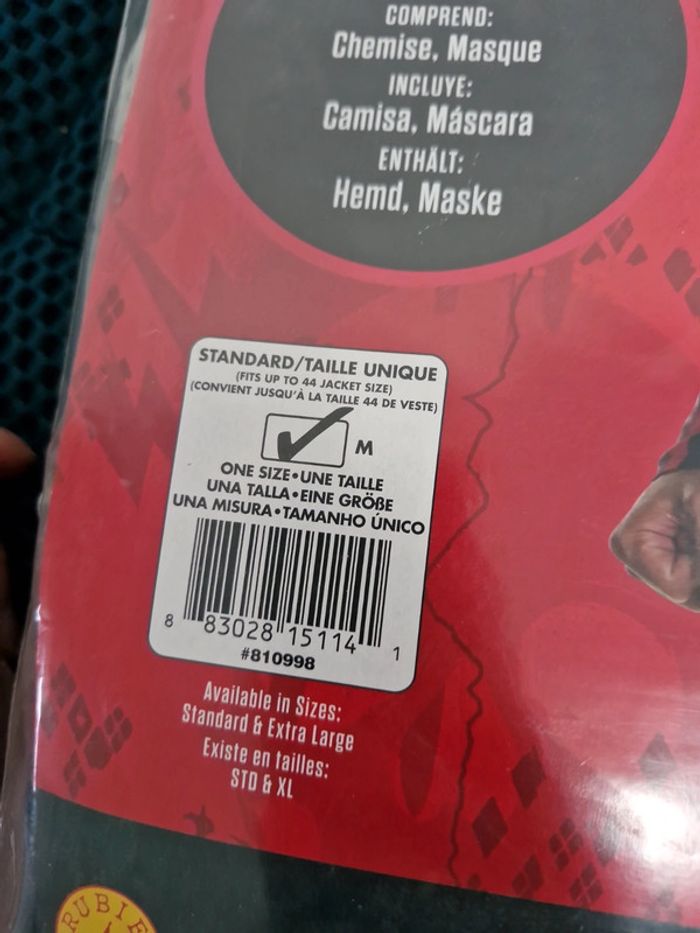 COMPREND:
Chemise, Masque
INCLUYE:
Camisa, Máscara
ENTHÄLT:
Hemd, Maske
STANDARD/TAILLE UNIQUE
(FITS UP TO 44 JACKET SIZE)
(CONVIENT JUSQU'À LA TAILLE 44 DE VESTE)
M
ONE SIZE•UNE TAILLE
UNA TALLA•EINE GRÖßE
UNA MISURA•TAMANHO ÚNICO
8 83028 15114 1
#810998
Available in Sizes:
Standard & Extra Large
Existe en tailles:
STD & XL
RUBIE